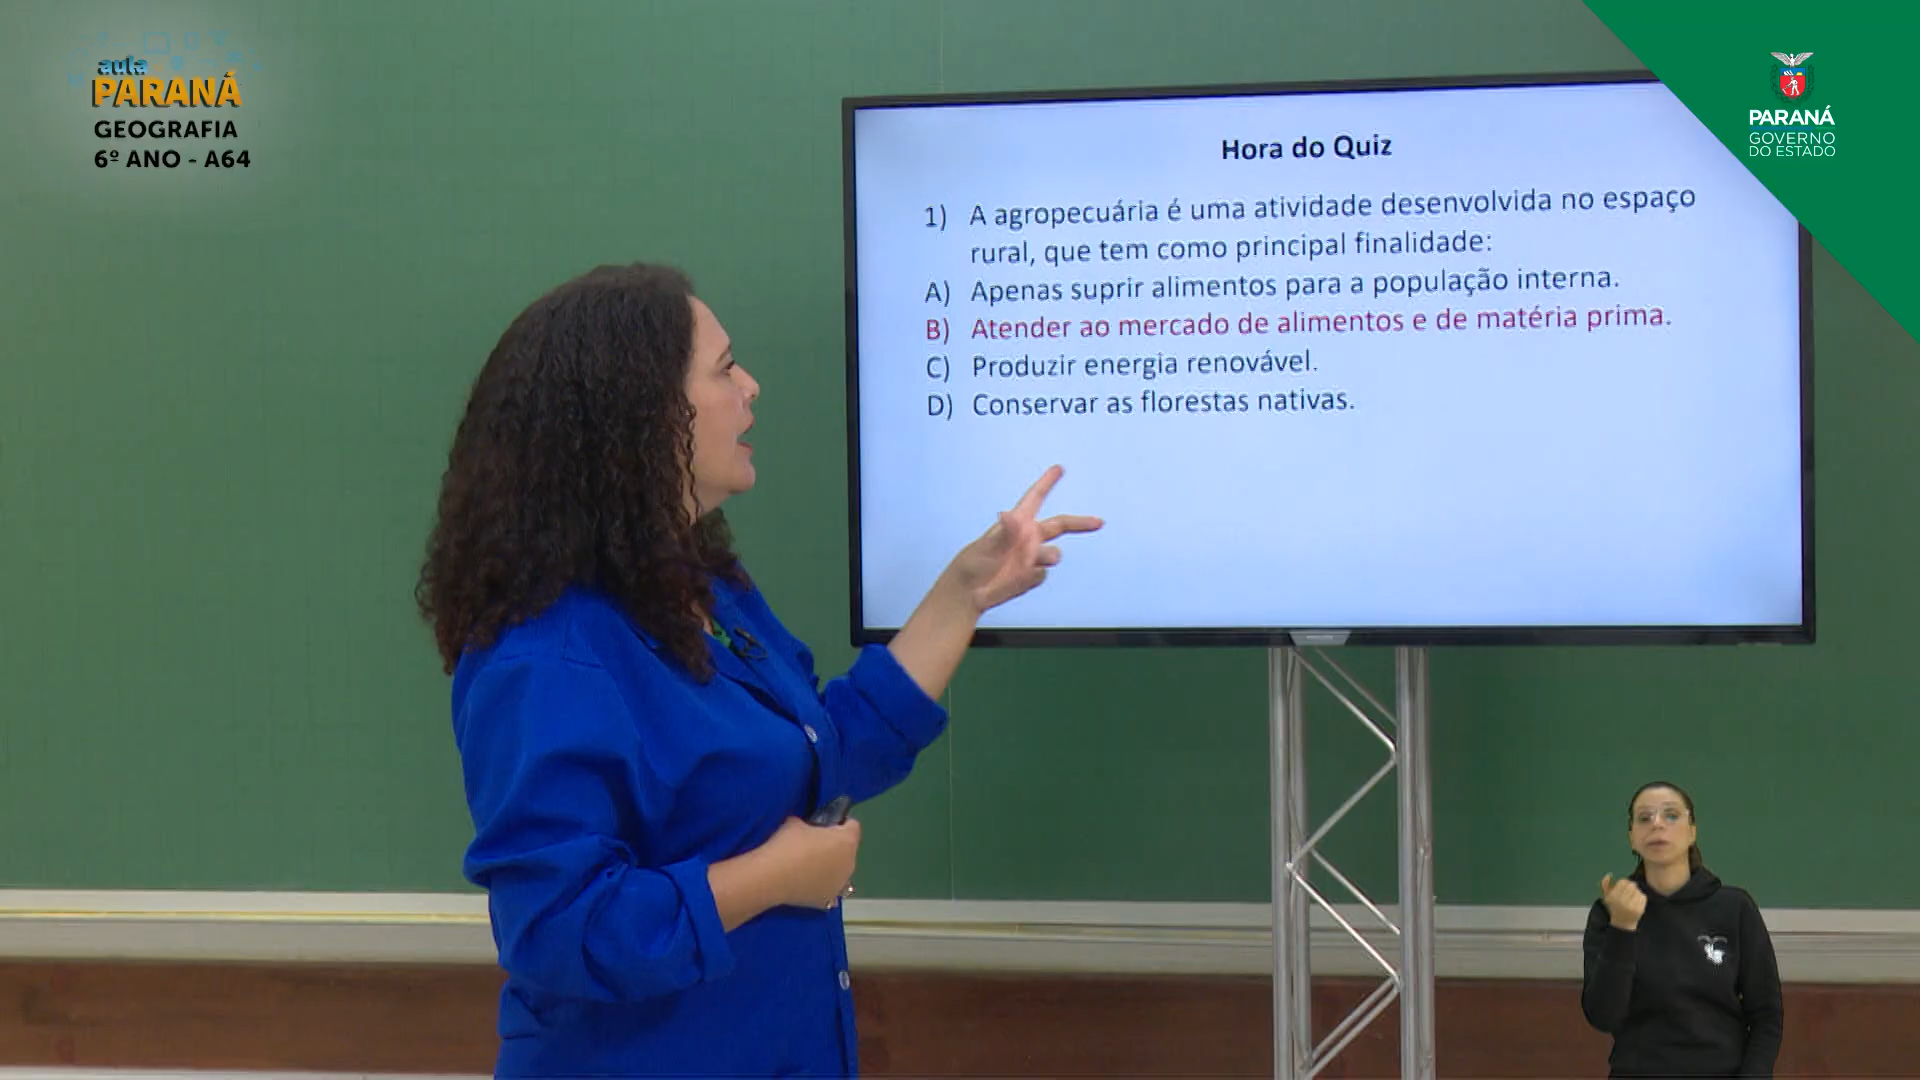 aula
PARANÁ
GEOGRAFIA
6º ANO - A64
PARANÁ
GOVERNO
DO ESTADO
Hora do Quiz
1) A agropecuária é uma atividade desenvolvida no espaço
rural, que tem como principal finalidade:
A) Apenas suprir alimentos para a população interna.
B) Atender ao mercado de alimentos e de matéria prima.
C) Produzir energia renovável.
D) Conservar as florestas nativas.